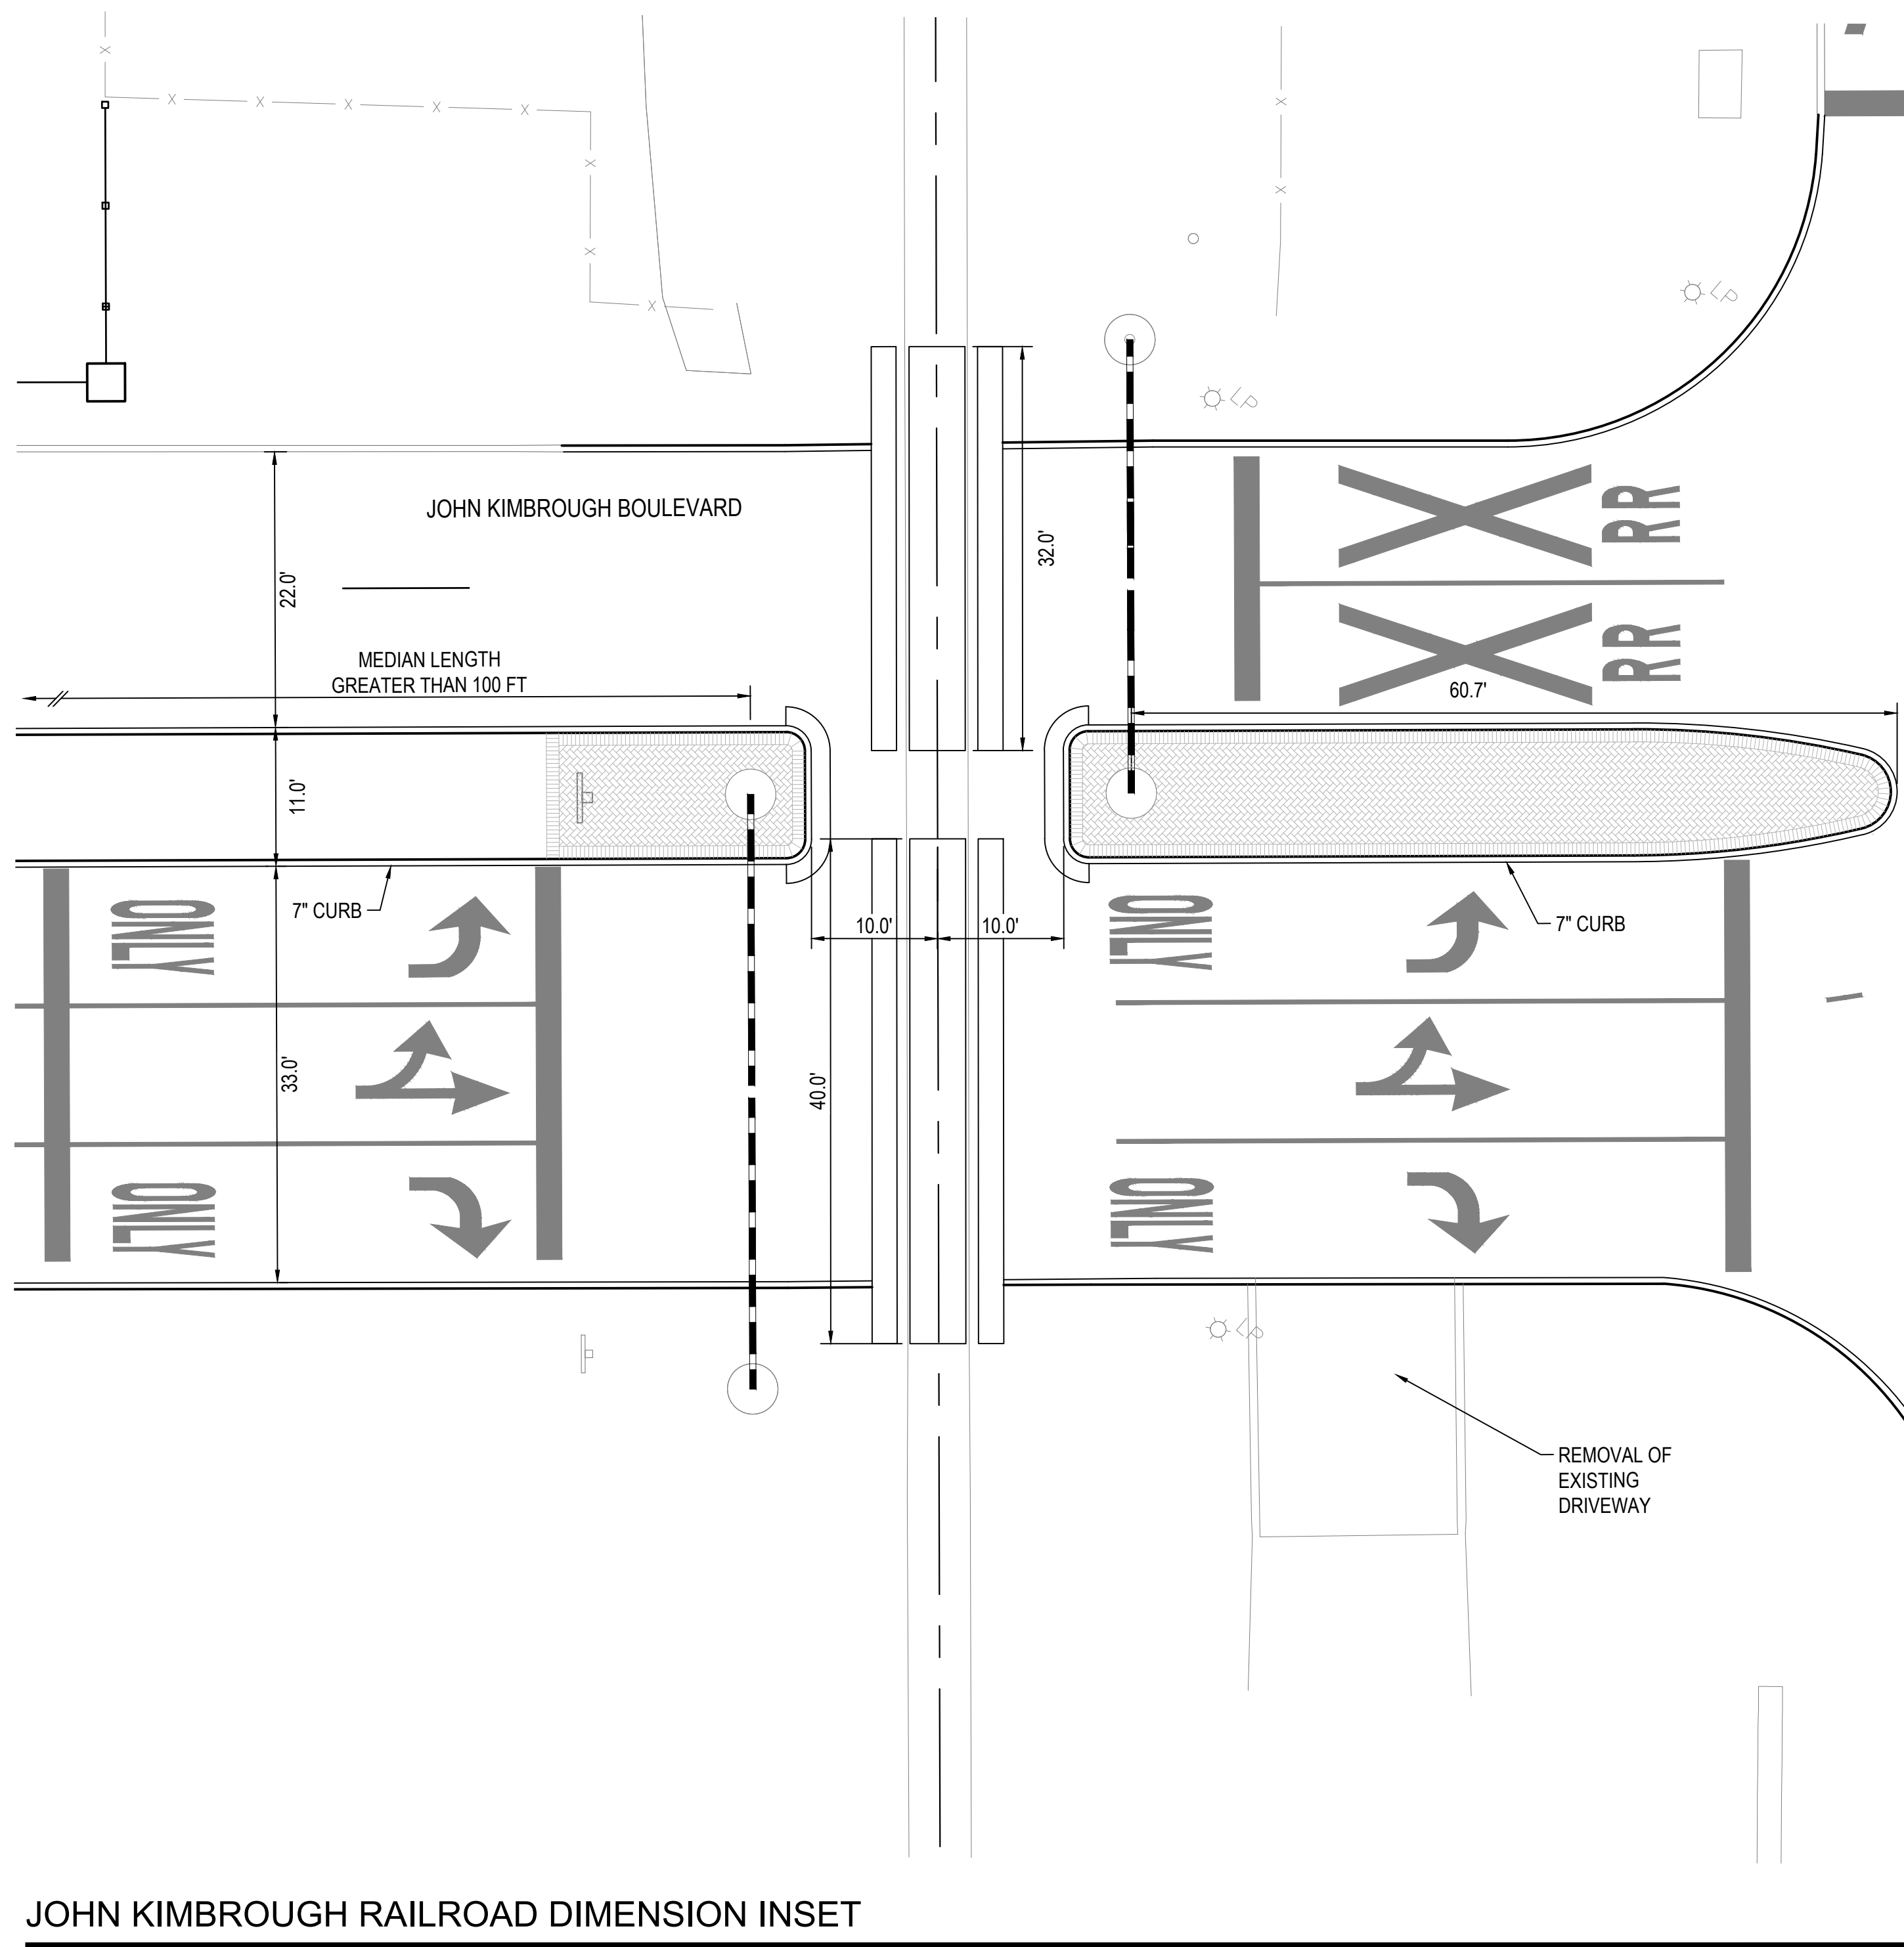 LP
LP
JOHN KIMBROUGH BOULEVARD
32.0'
22.0'
RR
RR
MEDIAN LENGTH
GREATER THAN 100 FT
60.7'
11.0'
7" CURB
ONLY
10.0'
10.0'
ONLY
7" CURB
33.0'
40.0'
ONLY
ONLY
LP
REMOVAL OF
EXISTING
DRIVEWAY
JOHN KIMBROUGH RAILROAD DIMENSION INSET